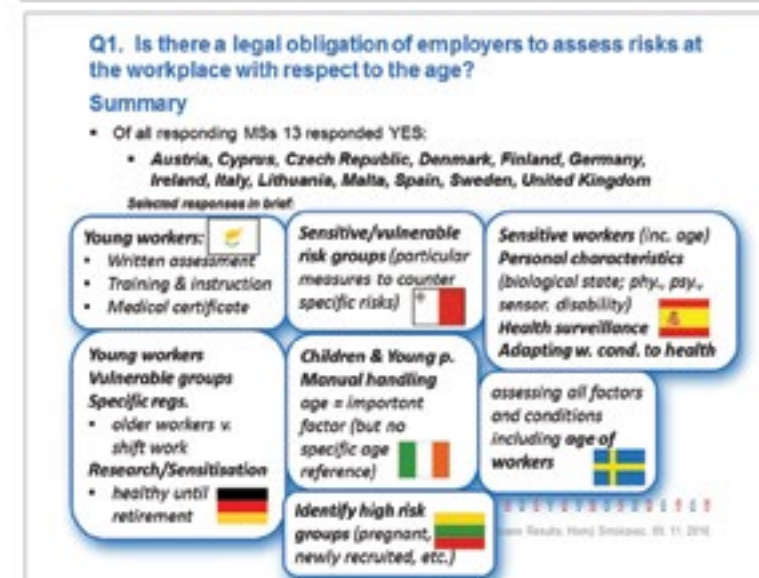 Q1. Is there a legal obligation of employers to assess risks at
the workplace with respect to the age?
Summary
• Of all responding MSs 13 responded YES:
• Austria, Cyprus, Czech Republic, Denmark, Finland, Germany,
Ireland, Italy, Lithuania, Malta, Spain, Sweden, United Kingdom
Selected responses in brief:
Young workers:
• Written assessment
• Training & instruction
• Medical certificate
Sensitive/vulnerable
risk groups (particular
measures to counter
specific risks)
Sensitive workers (inc. age)
Personal characteristics
(biological state; phy., psy.,
sensor. disability)
Health surveillance
Adapting w. cond. to health
Young workers
Vulnerable groups
Specific regs.
• older workers v.
shift work
Research/Sensitisation
• healthy until
retirement
Children & Young p.
Manual handling
age = important
factor (but no
specific age
reference)
assessing all factors
and conditions
including age of
workers
Identify high risk
groups (pregnant,
newly recruited, etc.)
Results,